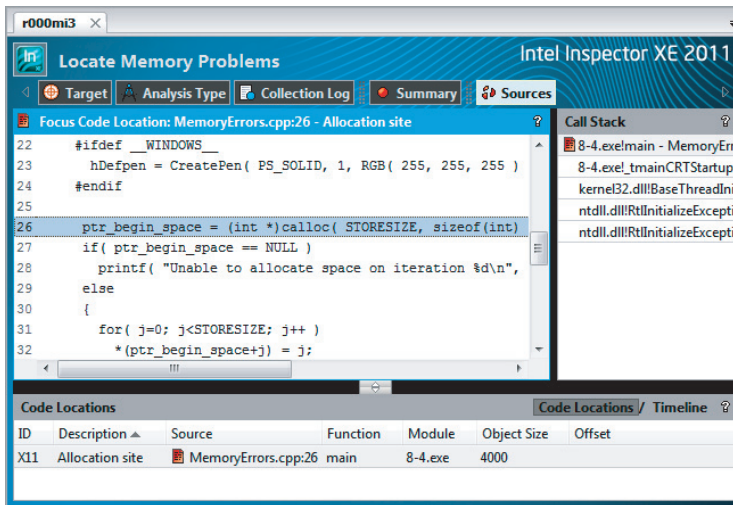 r000mi3
Locate Memory Problems
Intel Inspector XE 2011
Target Analysis Type Collection Log Summary Sources
Focus Code Location: MemoryErrors.cpp:26 - Allocation site ?
22 #ifdef __WINDOWS__
23 hDefpen = CreatePen( PS_SOLID, 1, RGB( 255, 255, 255 )
24 #endif
25
26 ptr_begin_space = (int *)calloc( STORESIZE, sizeof(int)
27 if( ptr_begin_space == NULL )
28 printf( "Unable to allocate space on iteration %d\n",
29 else
30 {
31 for( j=0; j<STORESIZE; j++ )
32 *(ptr_begin_space+j) = j;
Call Stack ?
8-4.exe!main - MemoryErr
8-4.exe!_tmainCRTStartup
kernel32.dll!BaseThreadIni
ntdll.dll!RtlInitializeExcepti
ntdll.dll!RtlInitializeExcepti
Code Locations Code Locations / Timeline ?
ID Description Source Function Module Object Size Offset
X11 Allocation site MemoryErrors.cpp:26 main 8-4.exe 4000